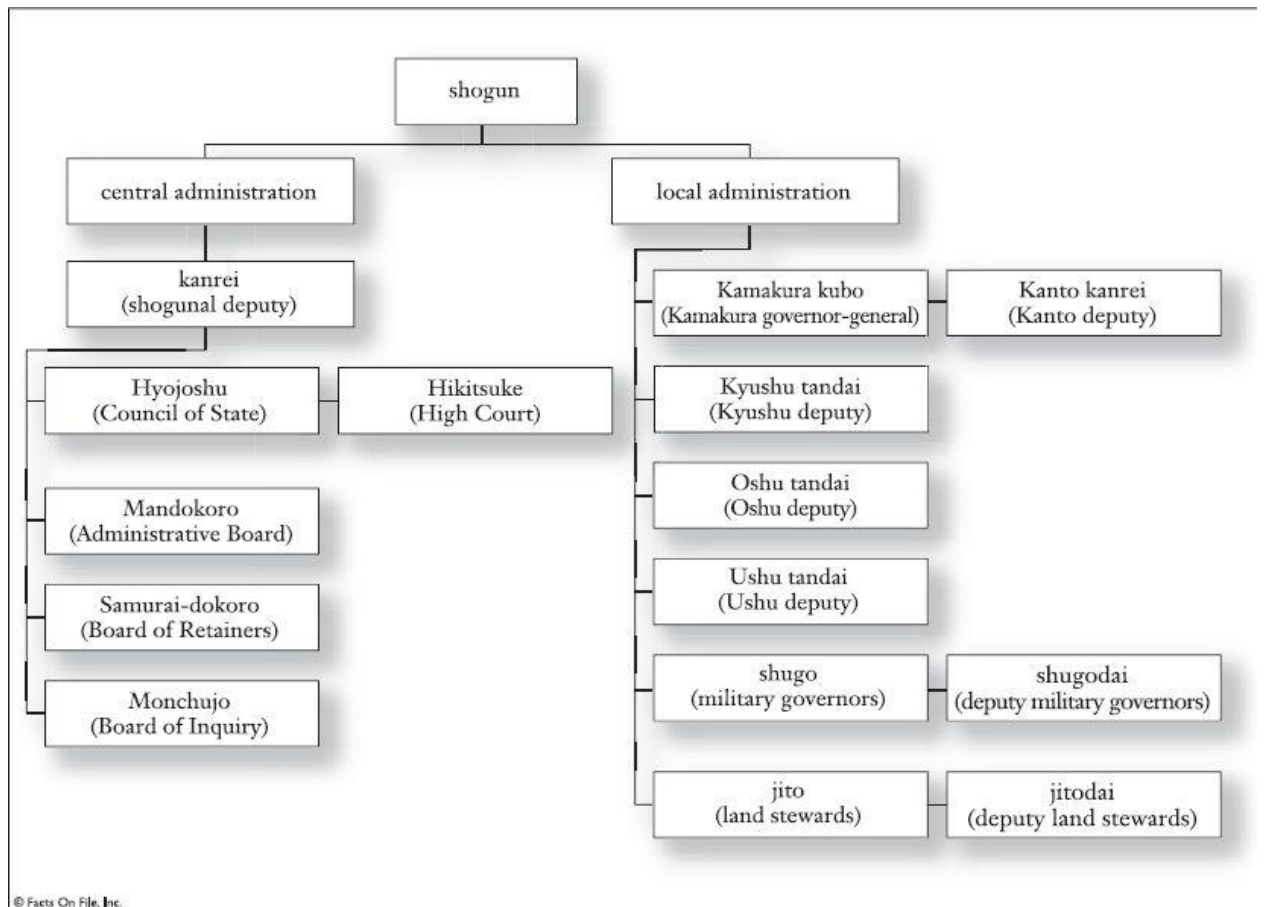 shogun
central administration
local administration
kanrei
(shogunal deputy)
Kamakura kubo
(Kamakura governor-general)
Kanto kanrei
(Kanto deputy)
Hyojoshu
(Council of State)
Hikitsuke
(High Court)
Kyushu tandai
(Kyushu deputy)
Mandokoro
(Administrative Board)
Oshu tandai
(Oshu deputy)
Samurai-dokoro
(Board of Retainers)
Ushu tandai
(Ushu deputy)
Monchujo
(Board of Inquiry)
shugo
(military governors)
shugodai
(deputy military governors)
jito
(land stewards)
jitodai
(deputy land stewards)
© Facts On File, Inc.